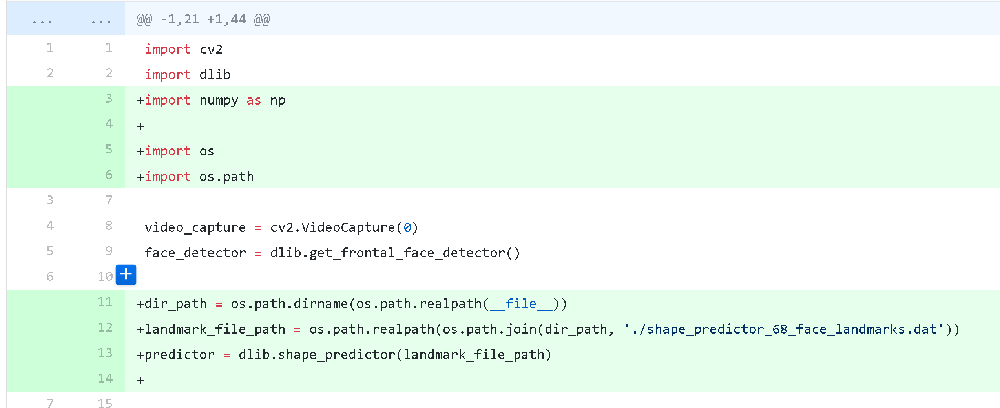 ... ... @@ -1,21 +1,44 @@
1 1 import cv2
2 2 import dlib
3 +import numpy as np
4 +
5 +import os
6 +import os.path
3 7
4 8 video_capture = cv2.VideoCapture(0)
5 9 face_detector = dlib.get_frontal_face_detector()
6 10 +
11 +dir_path = os.path.dirname(os.path.realpath(__file__))
12 +landmark_file_path = os.path.realpath(os.path.join(dir_path, './shape_predictor_68_face_landmarks.dat'))
13 +predictor = dlib.shape_predictor(landmark_file_path)
14 +
7 15